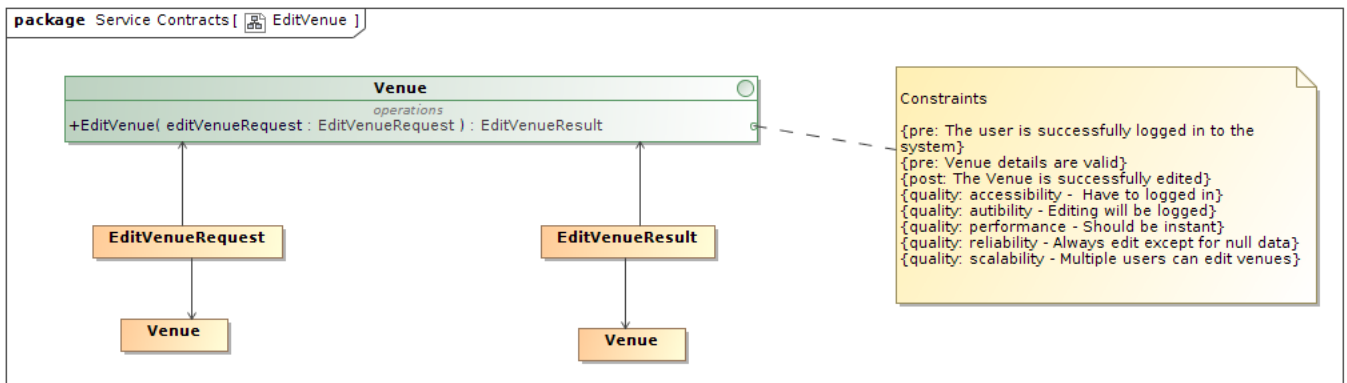 package Service Contracts [ EditVenue ]
Venue
operations
+EditVenue( editVenueRequest : EditVenueRequest ) : EditVenueResult
Constraints
{pre: The user is successfully logged in to the
system}
{pre: Venue details are valid}
{post: The Venue is successfully edited}
{quality: accessibility - Have to logged in}
{quality: autibility - Editing will be logged}
{quality: performance - Should be instant}
{quality: reliability - Always edit except for null data}
{quality: scalability - Multiple users can edit venues}
EditVenueRequest
EditVenueResult
Venue
Venue